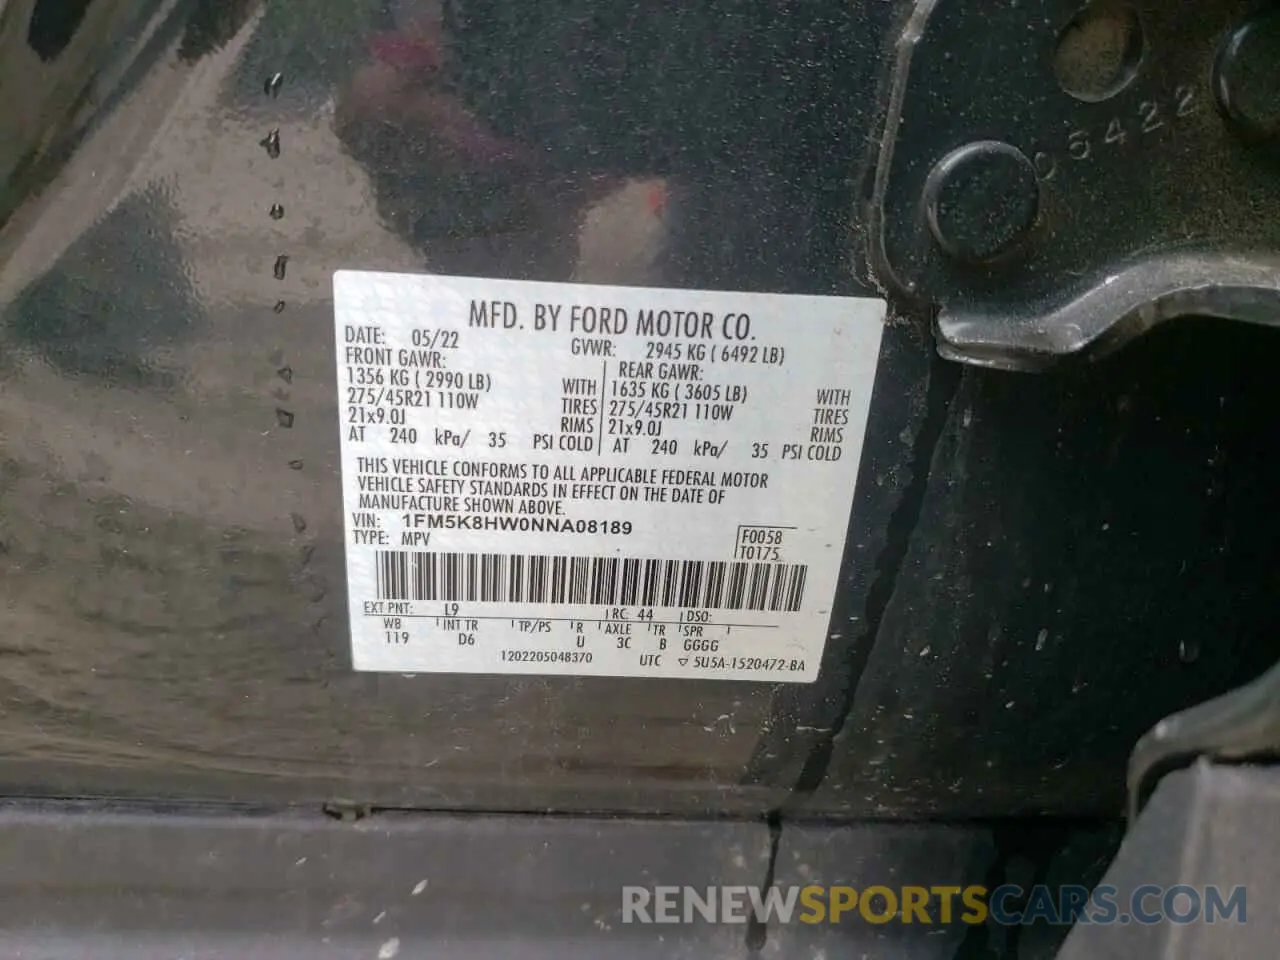 05422
MFD. BY FORD MOTOR CO.
DATE: 05/22 GVWR: 2945 KG ( 6492 LB)
FRONT GAWR: REAR GAWR:
1356 KG ( 2990 LB) WITH 1635 KG ( 3605 LB) WITH
275/45R21 110W TIRES 275/45R21 110W TIRES
21x9.0J RIMS 21x9.0J RIMS
AT 240 kPa/ 35 PSI COLD AT 240 kPa/ 35 PSI COLD
THIS VEHICLE CONFORMS TO ALL APPLICABLE FEDERAL MOTOR
VEHICLE SAFETY STANDARDS IN EFFECT ON THE DATE OF
MANUFACTURE SHOWN ABOVE.
VIN: 1FM5K8HW0NNA08189 F0058
TYPE: MPV T0175
EXT PNT: L9 RC: 44 DSO:
WB INT TR TP/PS R AXLE TR SPR
119 D6 U 3C B GGGG
1202205048370 UTC ▽ 5U5A-1520472-BA
RENEWSPORTSCARS.COM